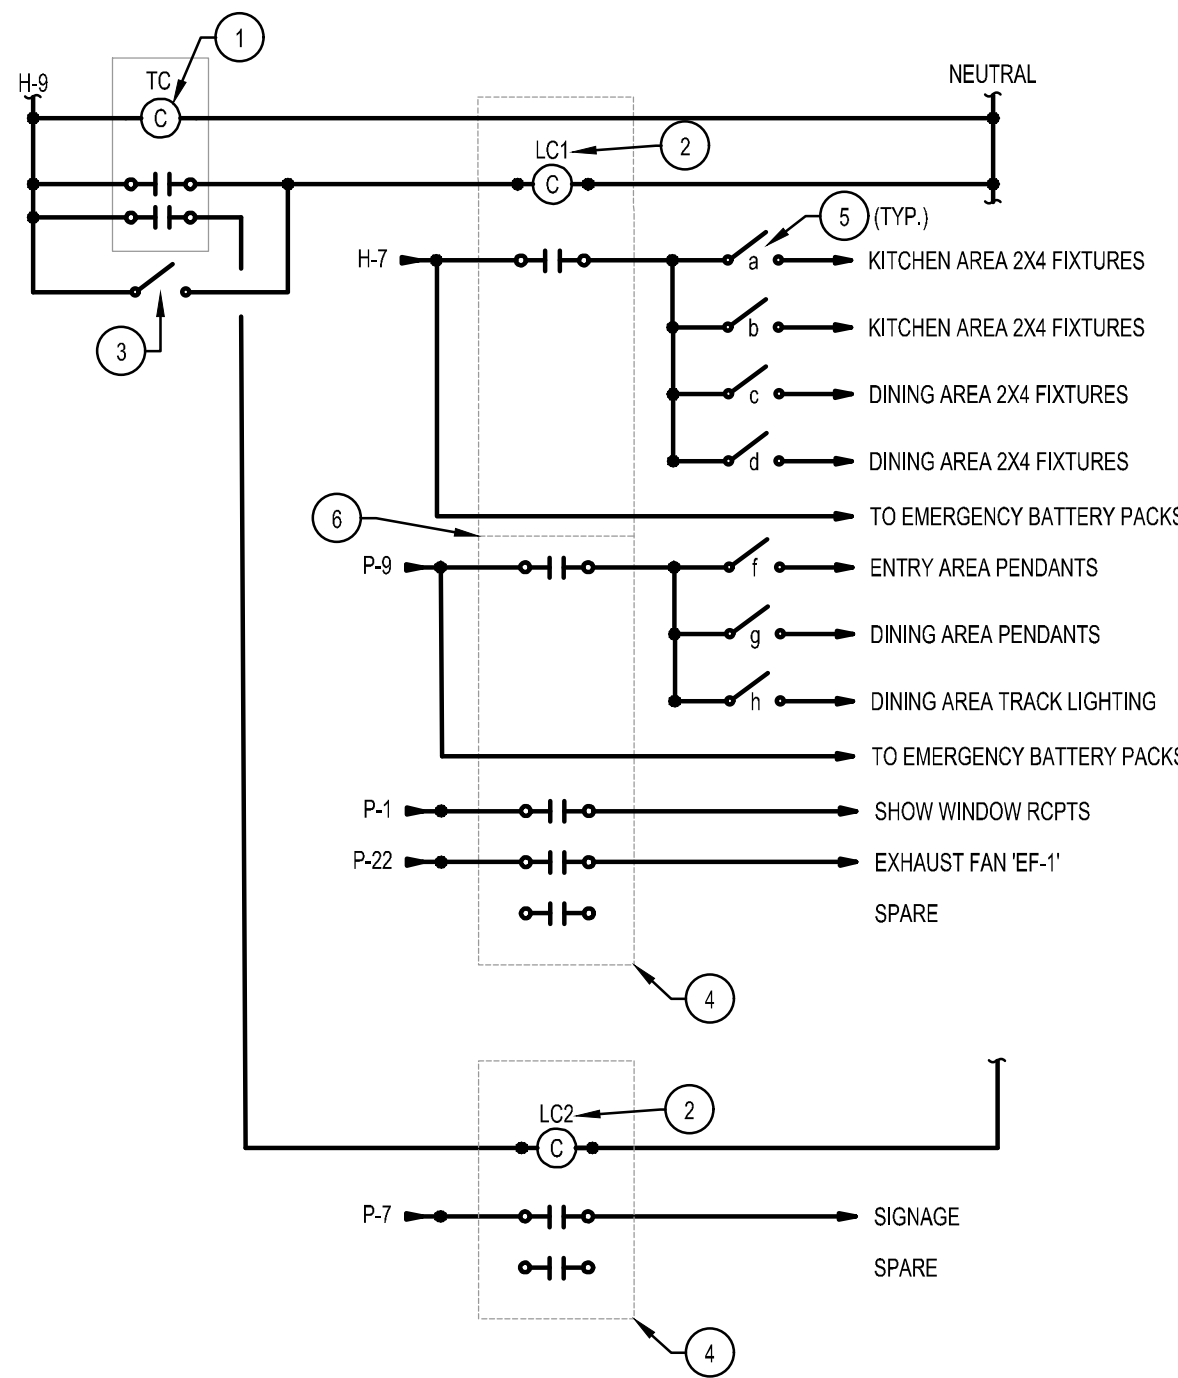 1
H-9
TC
C
NEUTRAL
LC1
2
C
5 (TYP.)
H-7
a
KITCHEN AREA 2X4 FIXTURES
3
b
KITCHEN AREA 2X4 FIXTURES
c
DINING AREA 2X4 FIXTURES
d
DINING AREA 2X4 FIXTURES
6
TO EMERGENCY BATTERY PACKS
P-9
f
ENTRY AREA PENDANTS
g
DINING AREA PENDANTS
h
DINING AREA TRACK LIGHTING
TO EMERGENCY BATTERY PACKS
P-1
SHOW WINDOW RCPTS
P-22
EXHAUST FAN 'EF-1'
SPARE
4
LC2
2
C
P-7
SIGNAGE
SPARE
4